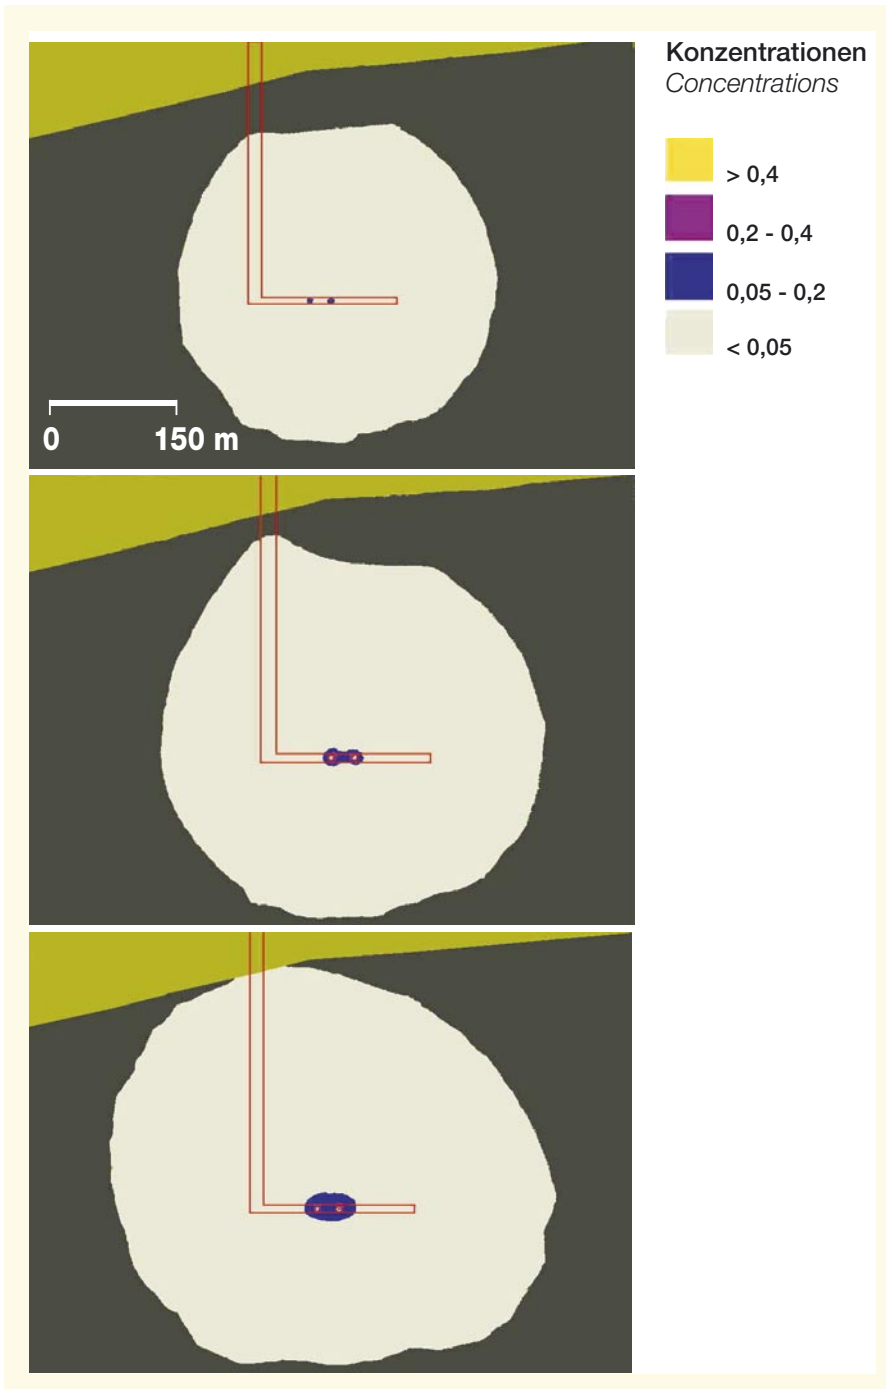 Konzentrationen
Concentrations
> 0,4
0,2 - 0,4
0,05 - 0,2
< 0,05
0 150 m